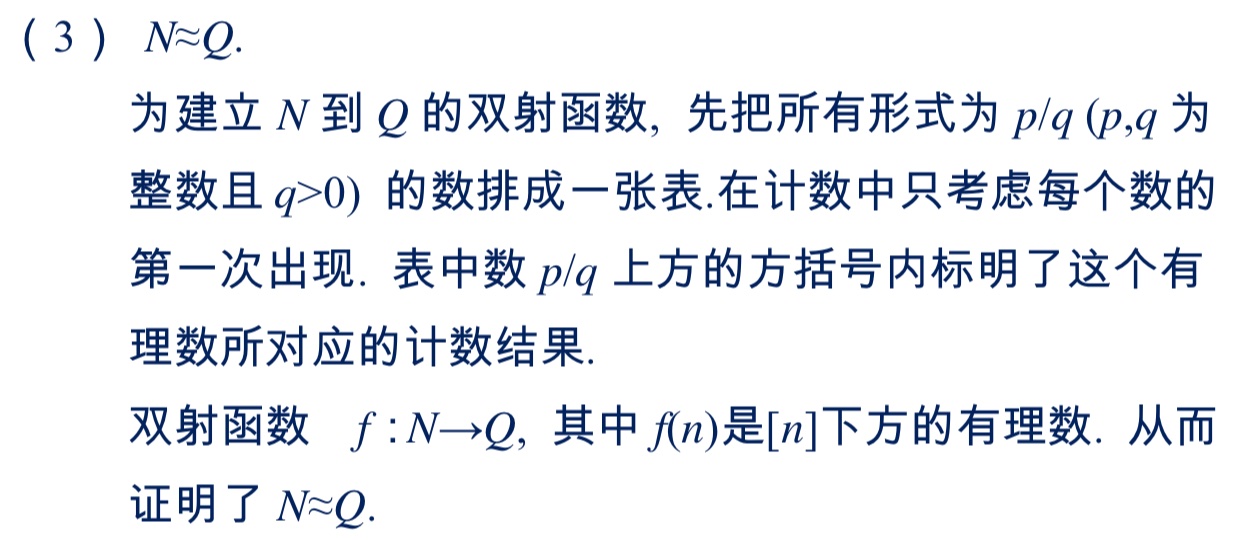 (3) N≈Q.
为建立 N 到 Q 的双射函数, 先把所有形式为 p/q (p,q 为
整数且 q>0) 的数排成一张表.在计数中只考虑每个数的
第一次出现. 表中数 p/q 上方的方括号内标明了这个有
理数所对应的计数结果.
双射函数 f :N→Q, 其中 f(n)是[n]下方的有理数. 从而
证明了 N≈Q.